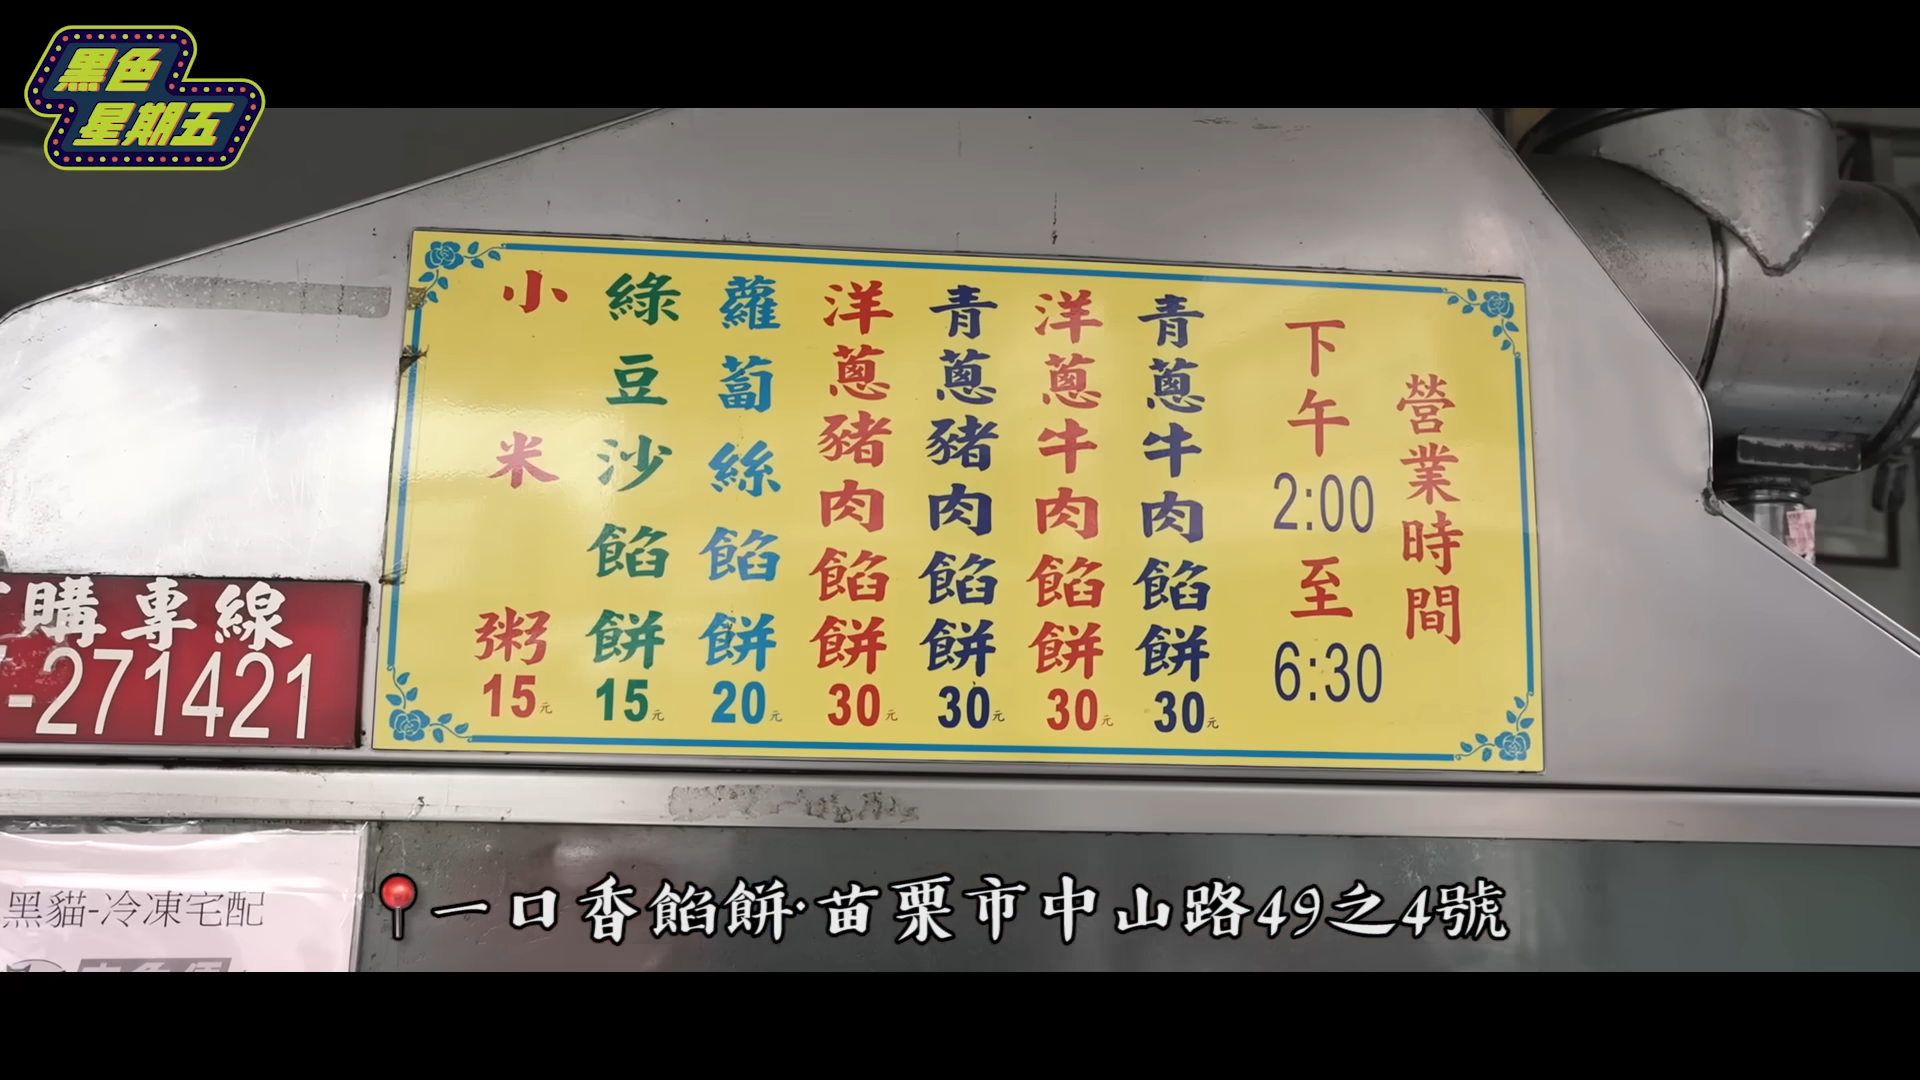 黑色
星期五
營業時間
下午2:00至6:30
青蔥牛肉餡餅30元
洋蔥牛肉餡餅30元
青蔥豬肉餡餅30元
洋蔥豬肉餡餅30元
蘿蔔絲餡餅20元
綠豆沙餡餅15元
小米粥15元
購專線
-271421
黑貓-冷凍宅配
一口香餡餅·苗栗市中山路49之4號